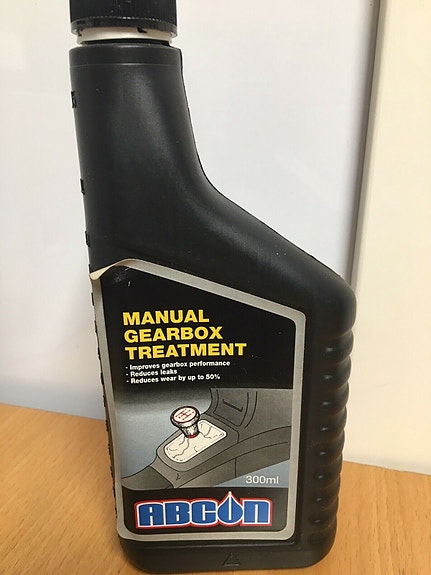 MANUAL
GEARBOX
TREATMENT
- Improves gearbox performance
- Reduces leaks
- Reduces wear by up to 50%
300ml
ABCON